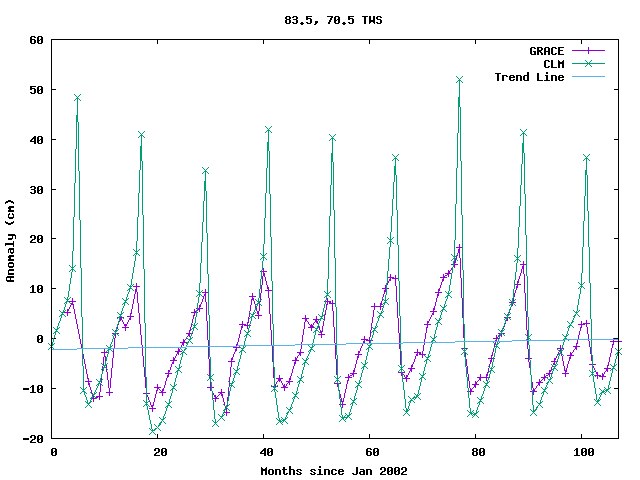 83.5, 70.5 TWS
GRACE
CLM
Trend Line
60
50
40
30
20
10
0
-10
-20
Anomaly (cm)
0 20 40 60 80 100
Months since Jan 2002